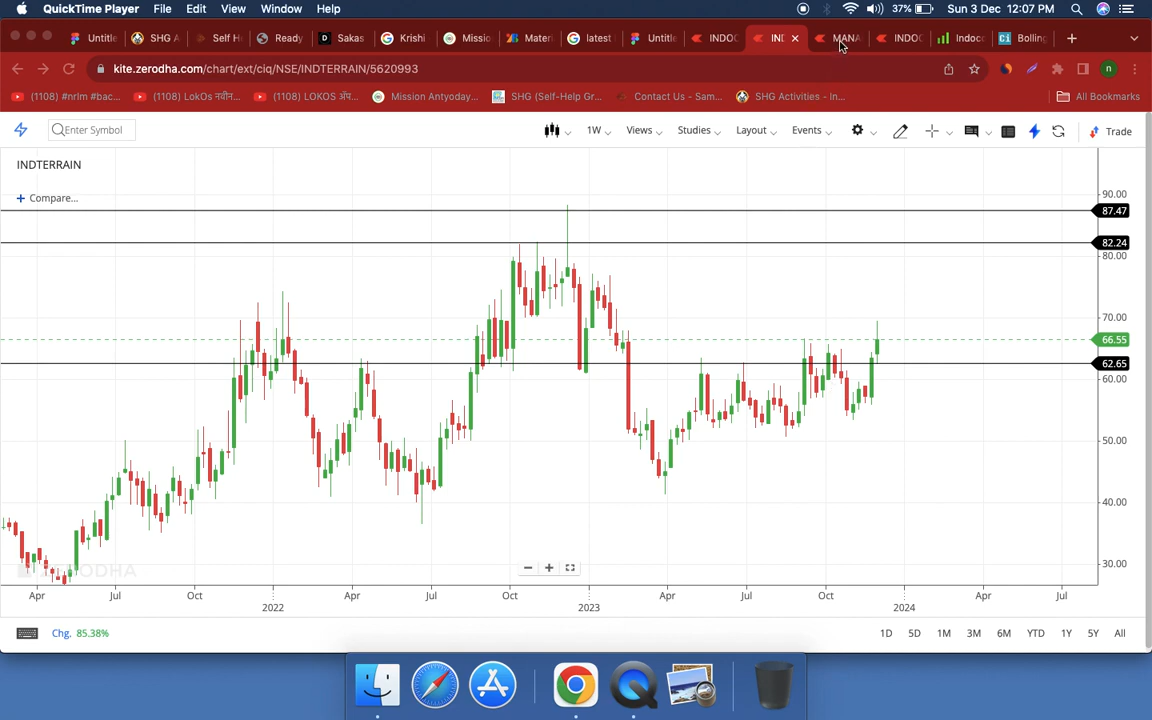 QuickTime Player File Edit View Window Help 37% Sun 3 Dec 12:07 PM
Untitle SHG A Self H Ready Sakas Krishi Missio Mater latest Untitle INDOC IND MANA INDOC Indoc Bolling
kite.zerodha.com/chart/ext/ciq/NSE/INDTERRAIN/5620993 n
(1108) #nrlm #bac... (1108) LokOs नवीन... (1108) LOKOS ॲप... Mission Antyoday... SHG (Self-Help Gr... Contact Us - Sam... SHG Activities - In... All Bookmarks
Enter Symbol 1W Views Studies Layout Events Trade
INDTERRAIN
Compare...
90.00
87.47
82.24
80.00
70.00
66.55
62.65
60.00
50.00
40.00
30.00
ZERODHA
Apr Jul Oct 2022 Apr Jul Oct 2023 Apr Jul Oct 2024 Apr Jul
Chg. 85.38% 1D 5D 1M 3M 6M YTD 1Y 5Y All